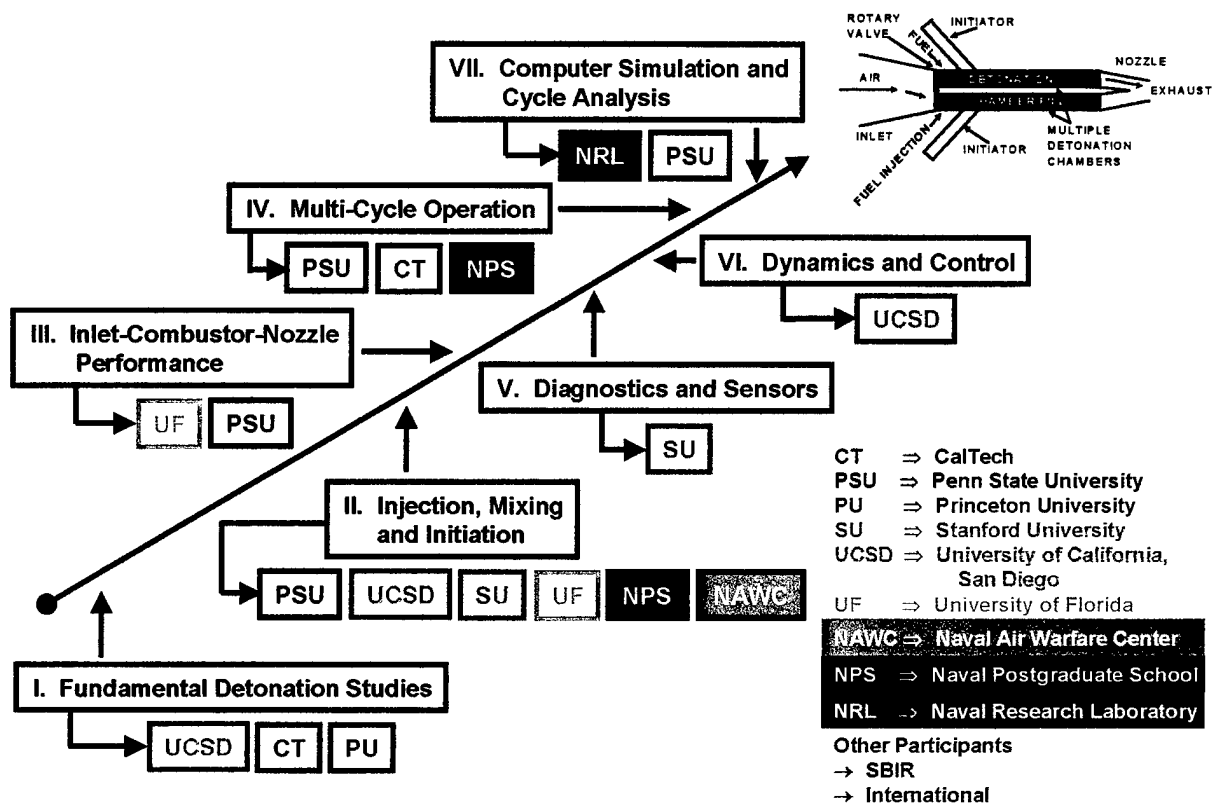 ROTARY
VALVE
INITIATOR
FUEL
NOZZLE
AIR
DETONATION
EXHAUST
CHAMBER
INLET
FUEL INJECTION
INITIATOR
MULTIPLE
DETONATION
CHAMBERS
VII. Computer Simulation and
Cycle Analysis
NRL PSU
IV. Multi-Cycle Operation
PSU CT NPS
VI. Dynamics and Control
UCSD
III. Inlet-Combustor-Nozzle
Performance
UF PSU
V. Diagnostics and Sensors
SU
II. Injection, Mixing
and Initiation
PSU UCSD SU UF NPS NAWC
I. Fundamental Detonation Studies
UCSD CT PU
CT ⇒ CalTech
PSU ⇒ Penn State University
PU ⇒ Princeton University
SU ⇒ Stanford University
UCSD ⇒ University of California,
San Diego
UF ⇒ University of Florida
NAWC ⇒ Naval Air Warfare Center
NPS ⇒ Naval Postgraduate School
NRL ⇒ Naval Research Laboratory
Other Participants
→ SBIR
→ International